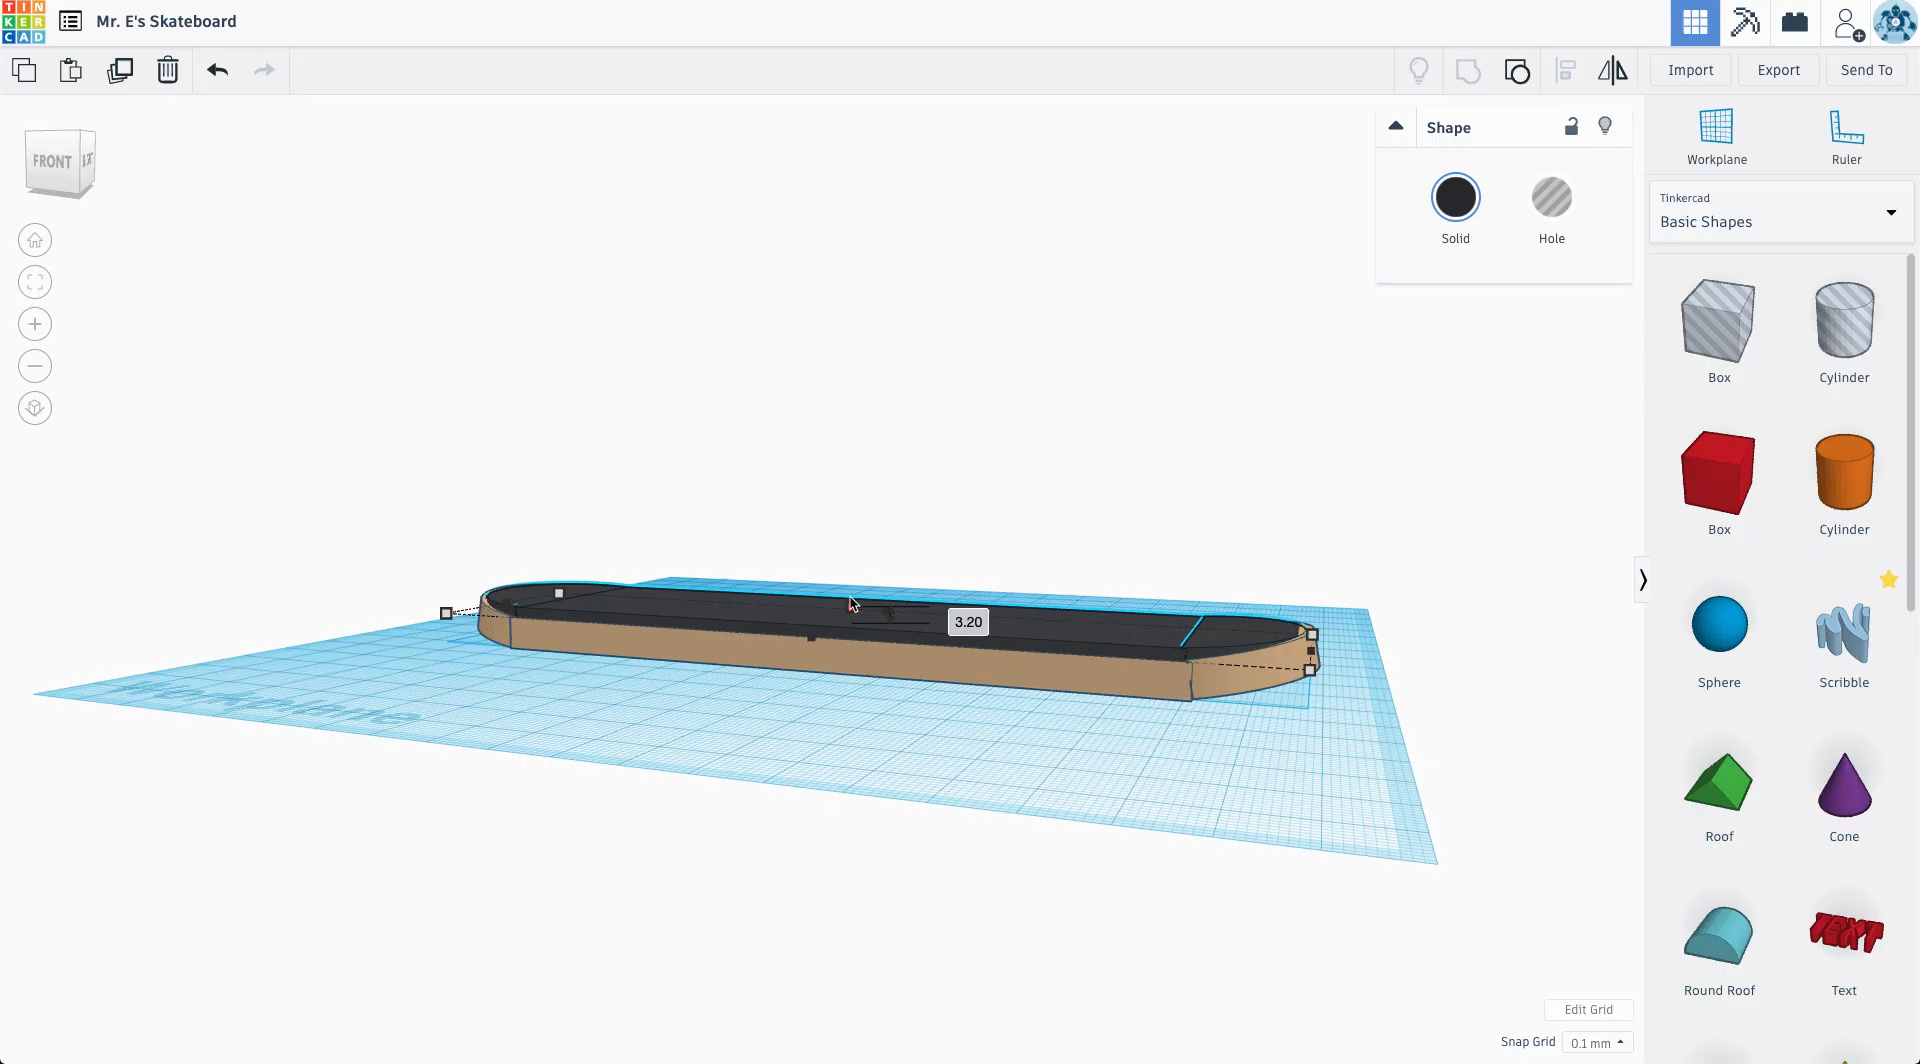 TIN
KER
CAD
Mr. E's Skateboard
Import
Export
Send To
FRONT
Shape
Solid
Hole
Workplane
Ruler
Tinkercad
Basic Shapes
Box
Cylinder
Box
Cylinder
Sphere
Scribble
3.20
Workplane
Roof
Cone
TEXT
Round Roof
Text
Edit Grid
Snap Grid
0.1 mm